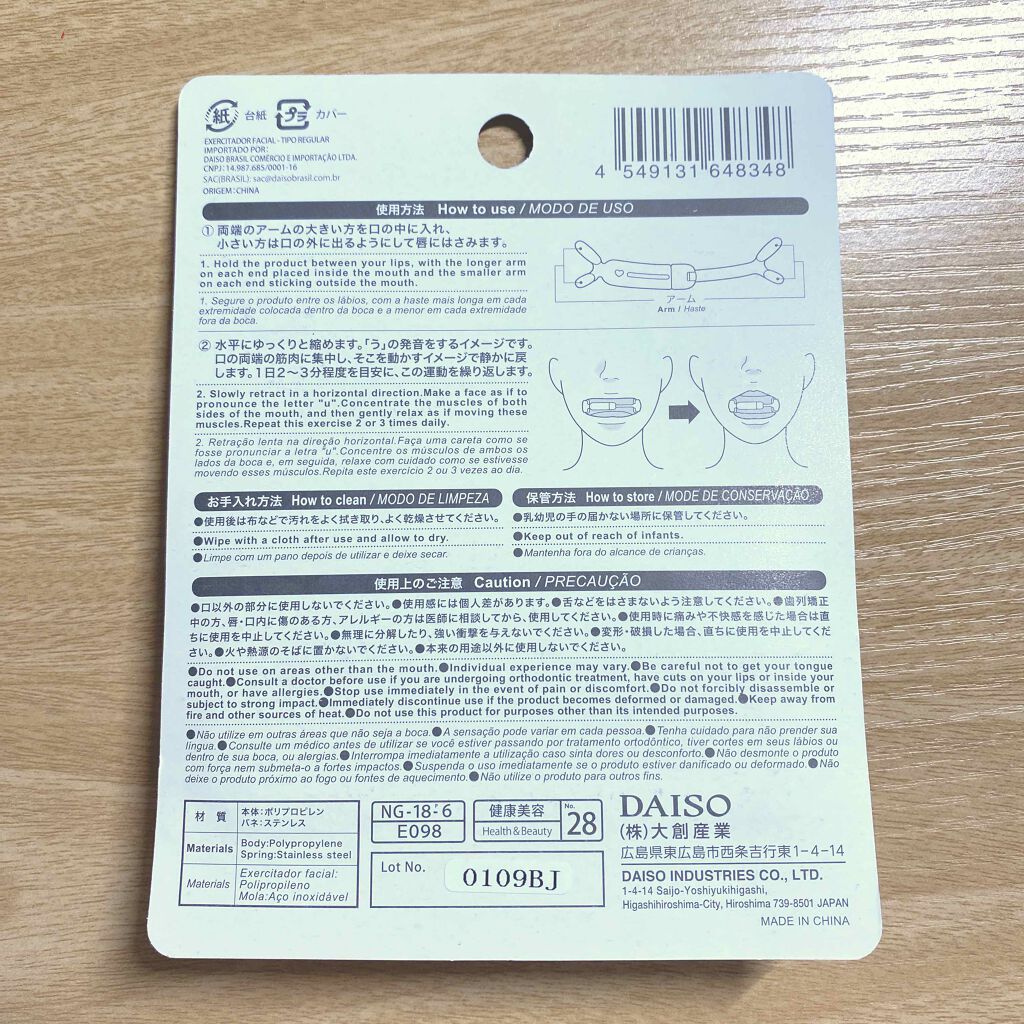 紙 台紙 プラ カバー
EXERCITADOR FACIAL - TIPO REGULAR
IMPORTADO POR:
DAISO BRASIL COMÉRCIO E IMPORTAÇÃO LTDA.
CNPJ: 14.987.685/0001-16
SAC(BRASIL): sac@daisobrasil.com.br
ORIGEM: CHINA
4 549131 648348
使用方法 How to use / MODO DE USO
① 両端のアームの大きい方を口の中に入れ、
小さい方は口の外に出るようにして唇にはさみます。
1. Hold the product between your lips, with the longer arm
on each end placed inside the mouth and the smaller arm
on each end sticking outside the mouth.
1. Segure o produto entre os lábios, com a haste mais longa em cada
extremidade colocada dentro da boca e a menor em cada extremidade
fora da boca.
アーム
Arm / Haste
② 水平にゆっくりと縮めます。「う」の発音をするイメージです。
口の両端の筋肉に集中し、そこを動かすイメージで静かに戻
します。1日2〜3分程度を目安に、この運動を繰り返します。
2. Slowly retract in a horizontal direction.Make a face as if to
pronounce the letter "u".Concentrate the muscles of both
sides of the mouth, and then gently relax as if moving these
muscles.Repeat this exercise 2 or 3 times daily.
2. Retração lenta na direção horizontal.Faça uma careta como se
fosse pronunciar a letra "u".Concentre os músculos de ambos os
lados da boca e, em seguida, relaxe com cuidado como se estivesse
movendo esses músculos.Repita este exercício 2 ou 3 vezes ao dia.
お手入れ方法 How to clean / MODO DE LIMPEZA
●使用後は布などで汚れをよく拭き取り、よく乾燥させてください。
●Wipe with a cloth after use and allow to dry.
●Limpe com um pano depois de utilizar e deixe secar.
保管方法 How to store / MODE DE CONSERVAÇÃO
●乳幼児の手の届かない場所に保管してください。
●Keep out of reach of infants.
●Mantenha fora do alcance de crianças.
使用上のご注意 Caution / PRECAUÇÃO
●口以外の部分に使用しないでください。●使用感には個人差があります。●舌などをはさまないよう注意してください。●歯列矯正
中の方、唇・口内に傷のある方、アレルギーの方は医師に相談してから、使用してください。●使用時に痛みや不快感を感じた場合は直
ちに使用を中止してください。●無理に分解したり、強い衝撃を与えないでください。●変形・破損した場合、直ちに使用を中止してくだ
さい。●火や熱源のそばに置かないでください。●本来の用途以外に使用しないでください。
●Do not use on areas other than the mouth.●Individual experience may vary.●Be careful not to get your tongue
caught.●Consult a doctor before use if you are undergoing orthodontic treatment, have cuts on your lips or inside your
mouth, or have allergies.●Stop use immediately in the event of pain or discomfort.●Do not forcibly disassemble or
subject to strong impact.●Immediately discontinue use if the product becomes deformed or damaged.●Keep away from
fire and other sources of heat.●Do not use this product for purposes other than its intended purposes.
●Não utilize em outras áreas que não seja a boca.●A sensação pode variar em cada pessoa.●Tenha cuidado para não prender sua
língua.●Consulte um médico antes de utilizar se você estiver passando por tratamento ortodôntico, tiver cortes em seus lábios ou
dentro de sua boca, ou alergias.●Interrompa imediatamente a utilização caso sinta dores ou desconforto.●Não desmonte o produto
com força nem submeta-o a fortes impactos.●Suspenda o uso imediatamente se o produto estiver danificado ou deformado.●Não
deixe o produto próximo ao fogo ou fontes de aquecimento.●Não utilize o produto para outros fins.
材質 本体:ポリプロピレン
バネ:ステンレス
Materials Body:Polypropylene
Spring:Stainless steel
Materials Exercitador facial:
Polipropileno
Mola:Aço inoxidável
NG-18-6
E098
健康美容
Health & Beauty
No.
28
Lot No. 0109BJ
DAISO
(株)大創産業
広島県東広島市西条吉行東1-4-14
DAISO INDUSTRIES CO., LTD.
1-4-14 Saijo-Yoshiyukihigashi,
Higashihiroshima-City, Hiroshima 739-8501 JAPAN
MADE IN CHINA